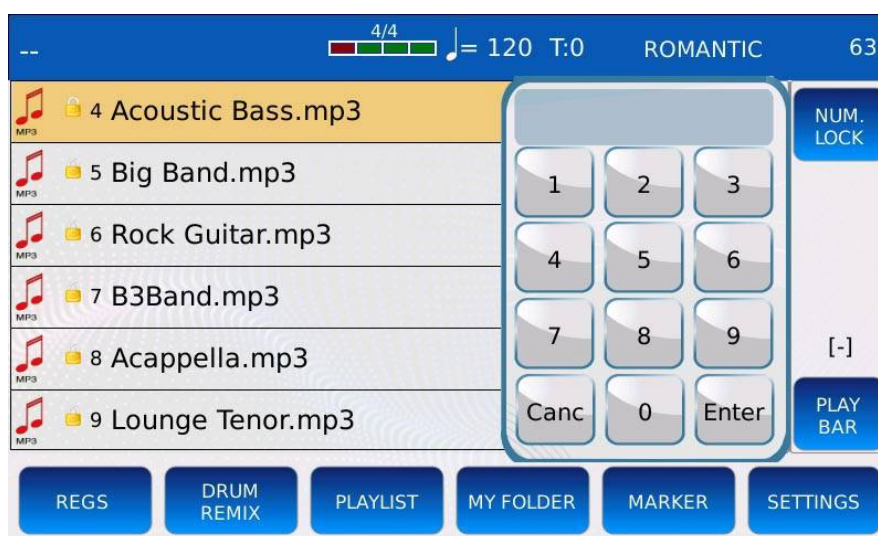 --
4/4
= 120 T:0
ROMANTIC
63
MP3 4 Acoustic Bass.mp3
MP3 5 Big Band.mp3
MP3 6 Rock Guitar.mp3
MP3 7 B3Band.mp3
MP3 8 Acappella.mp3
MP3 9 Lounge Tenor.mp3
1 2 3
4 5 6
7 8 9
Canc 0 Enter
NUM.
LOCK
[-]
PLAY
BAR
REGS
DRUM
REMIX
PLAYLIST
MY FOLDER
MARKER
SETTINGS